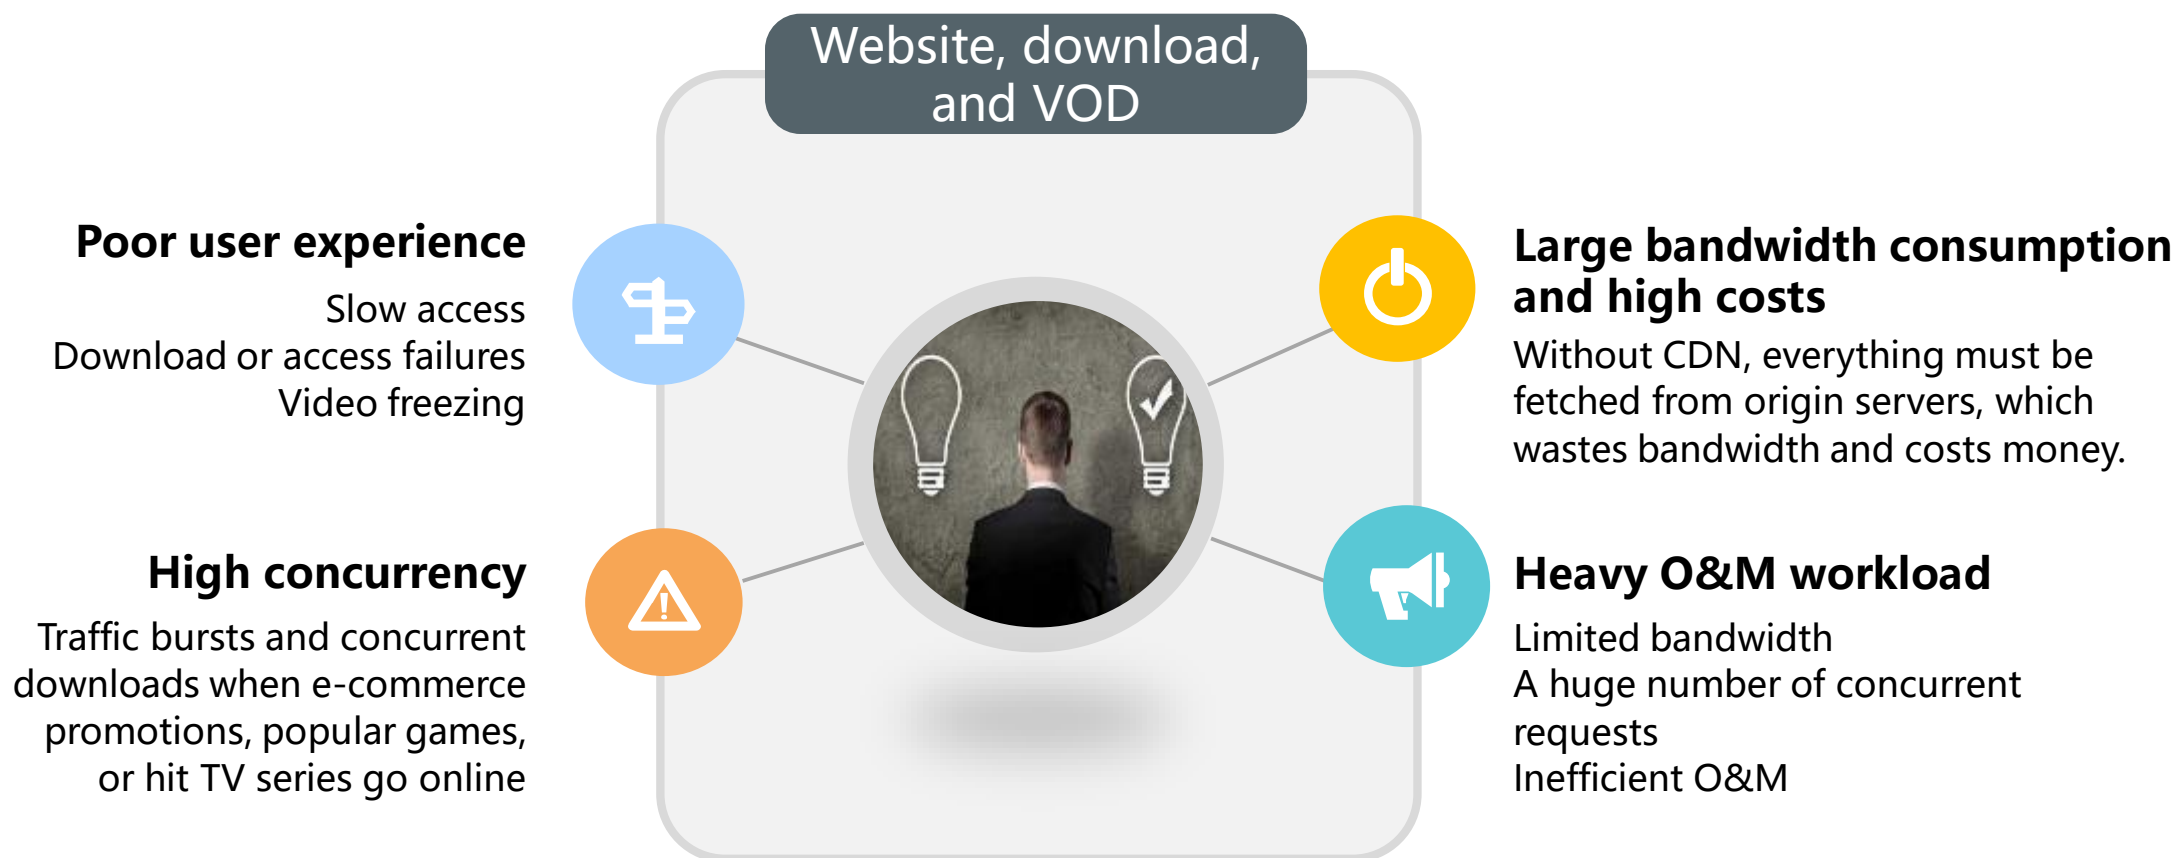 Website, download,
and VOD
Poor user experience
Slow access
Download or access failures
Video freezing
High concurrency
Traffic bursts and concurrent
downloads when e-commerce
promotions, popular games,
or hit TV series go online
Large bandwidth consumption
and high costs
Without CDN, everything must be
fetched from origin servers, which
wastes bandwidth and costs money.
Heavy O&M workload
Limited bandwidth
A huge number of concurrent
requests
Inefficient O&M